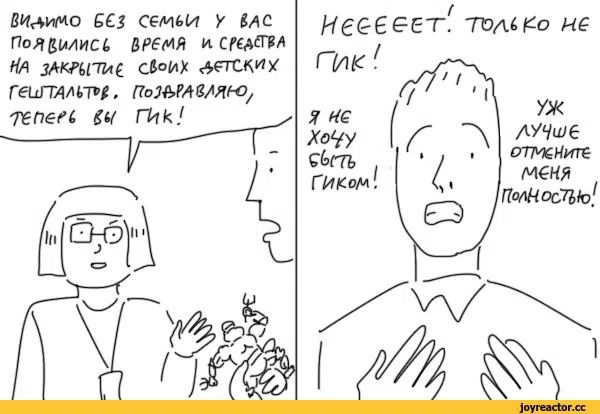 ВИДИМО БЕЗ СЕМЬИ У ВАС
ПОЯВИЛИСЬ ВРЕМЯ И СРЕДСТВА
НА ЗАКРЫТИЕ СВОИХ ДЕТСКИХ
ГЕШТАЛЬТОВ. ПОЗДРАВЛЯЮ,
ТЕПЕРЬ ВЫ ГИК!
НЕЕЕЕЕТ! ТОЛЬКО НЕ
ГИК!
Я НЕ
ХОЧУ
БЫТЬ
ГИКОМ!
УЖ
ЛУЧШЕ
ОТМЕНИТЕ
МЕНЯ
ПОЛНОСТЬЮ!
joyreactor.cc